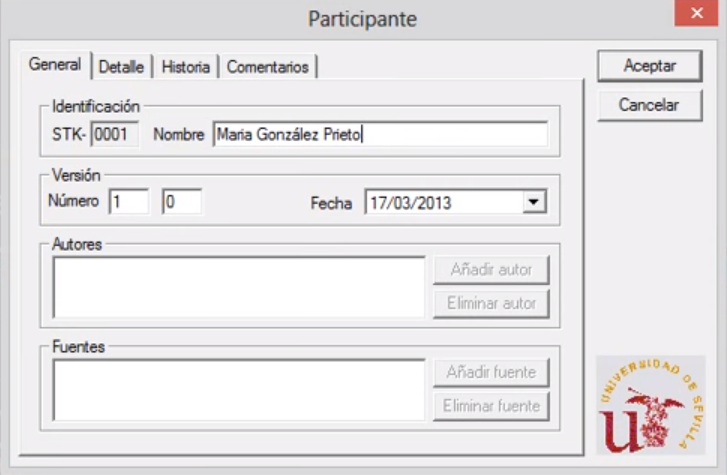 Participante
General Detalle Historia Comentarios
Aceptar
Cancelar
Identificación
STK- 0001 Nombre Maria González Prieto
Versión
Número 1 0 Fecha 17/03/2013
Autores
Añadir autor
Eliminar autor
Fuentes
Añadir fuente
Eliminar fuente
UNIVERSIDAD DE SEVILLA